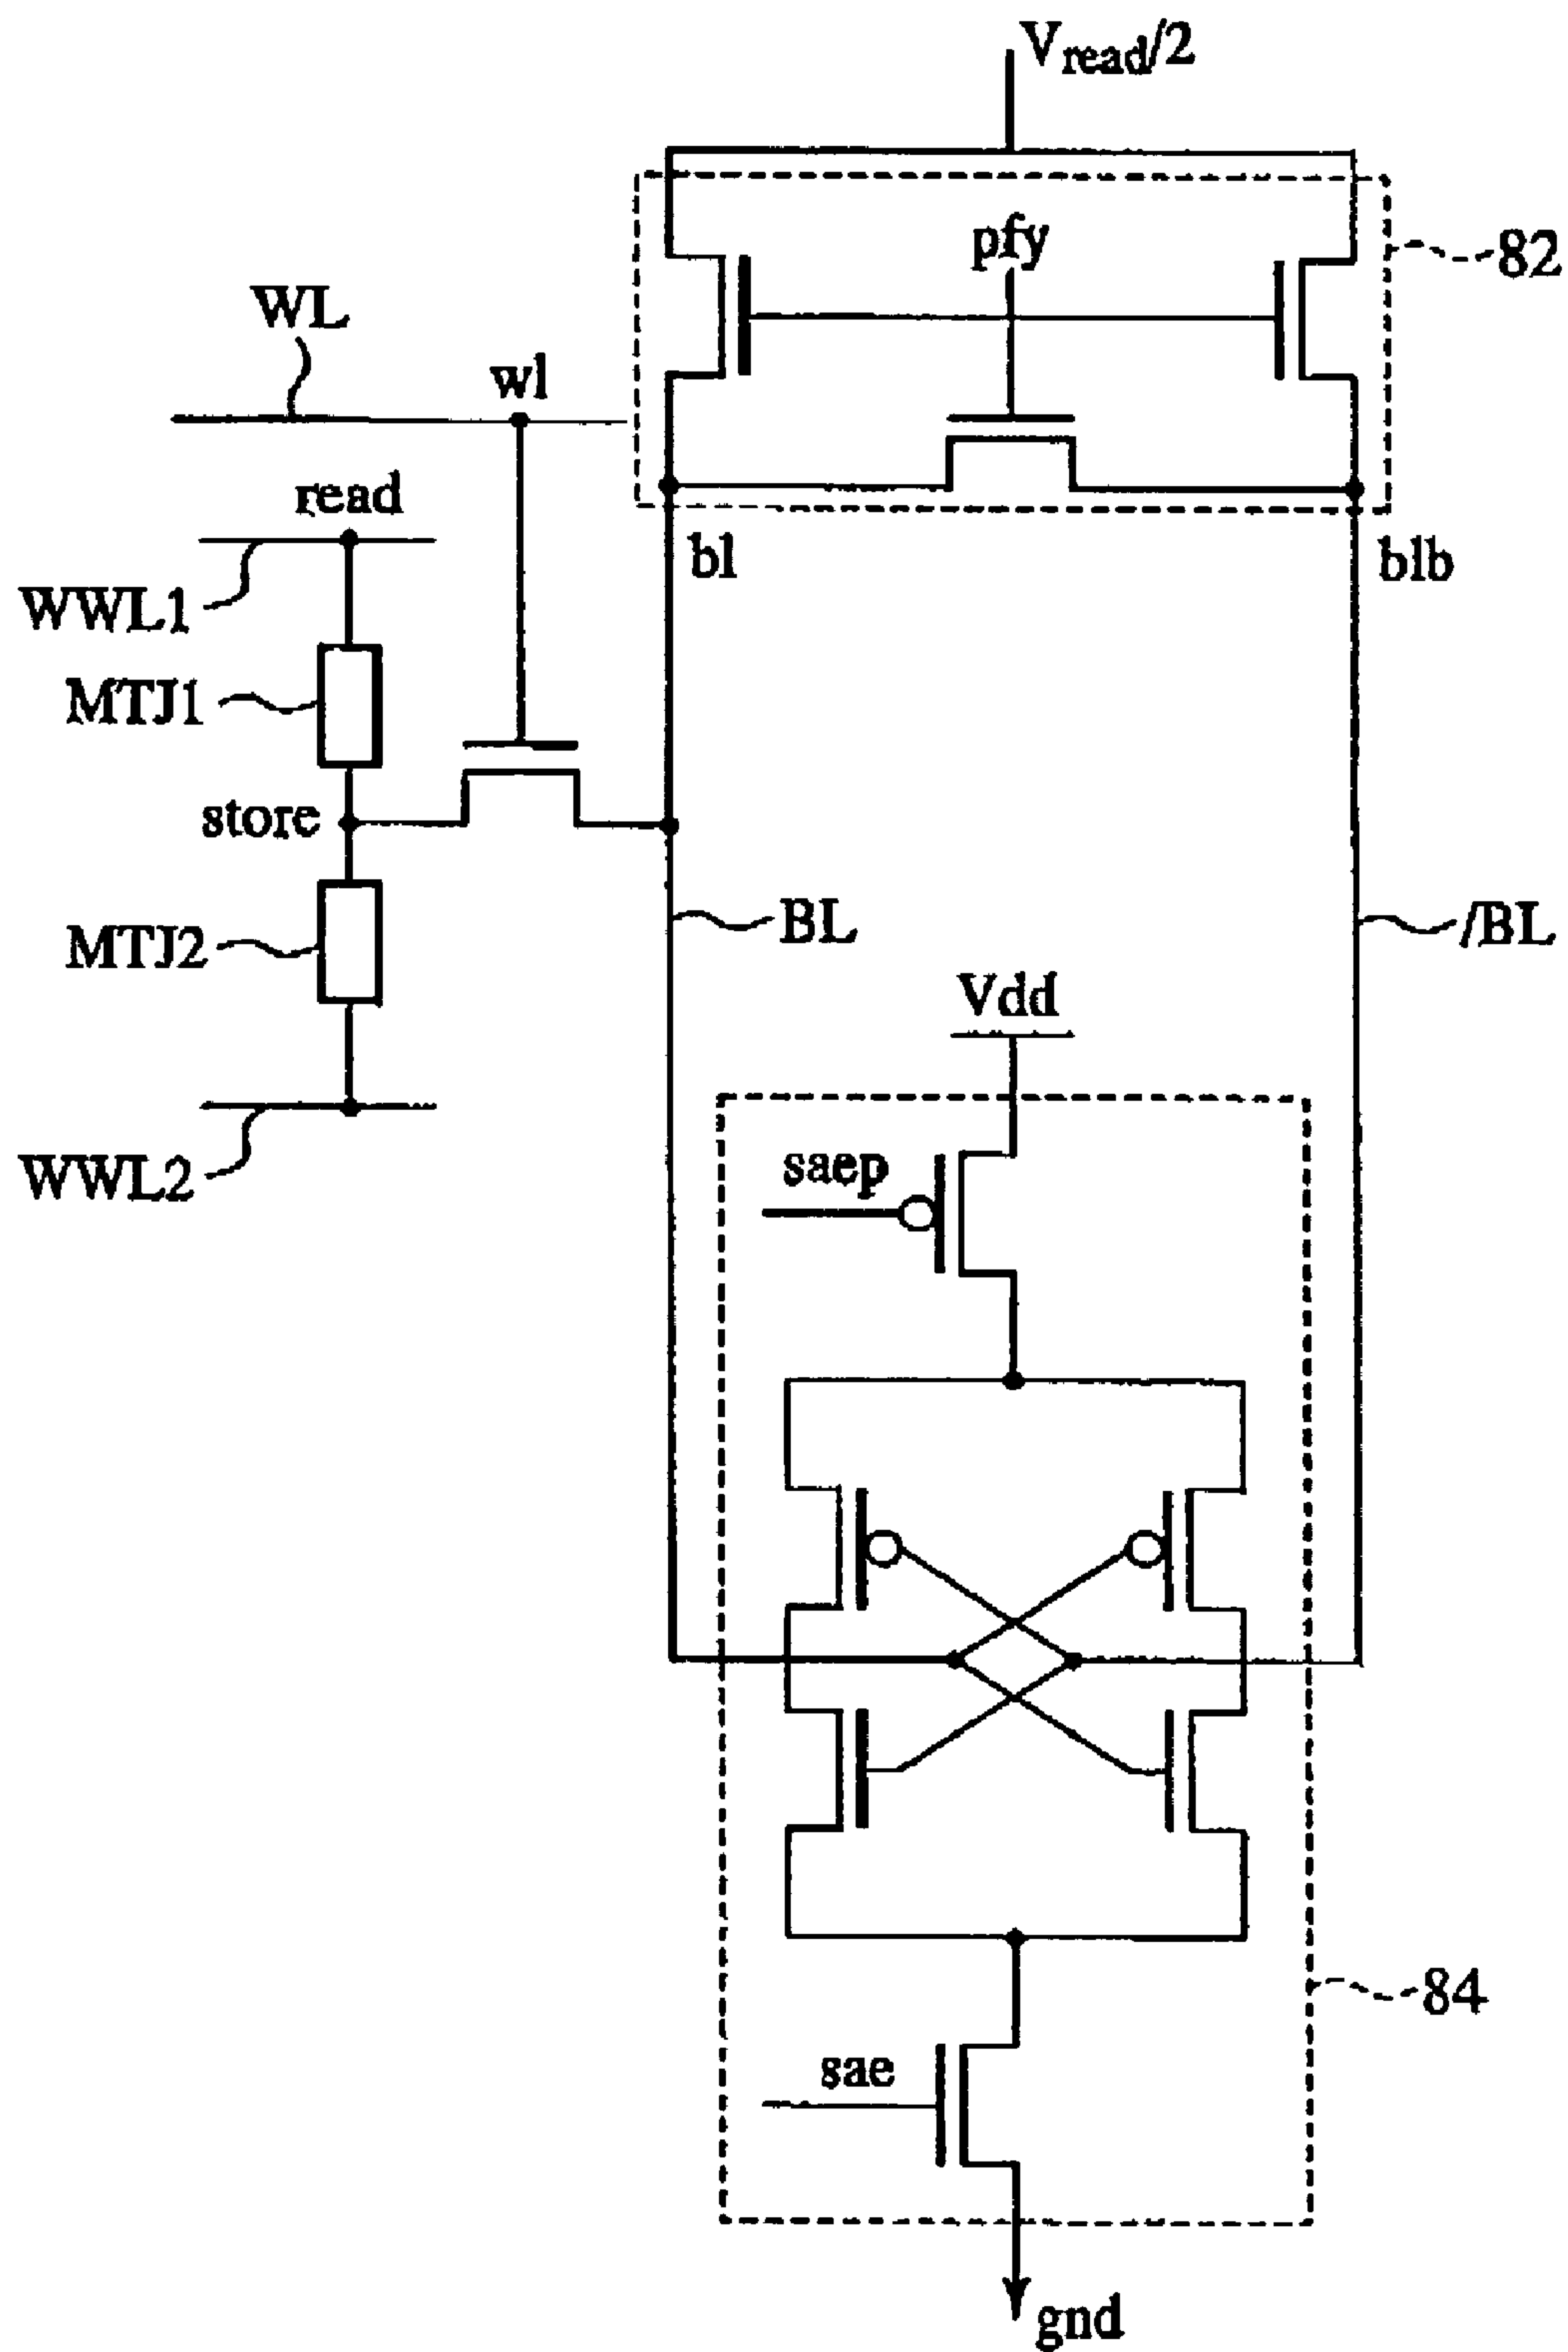 Vread/2
pfy
82
WL
wl
read
bl
blb
WWL1
MTJ1
store
MTJ2
BL
/BL
Vdd
WWL2
saep
84
sae
gnd